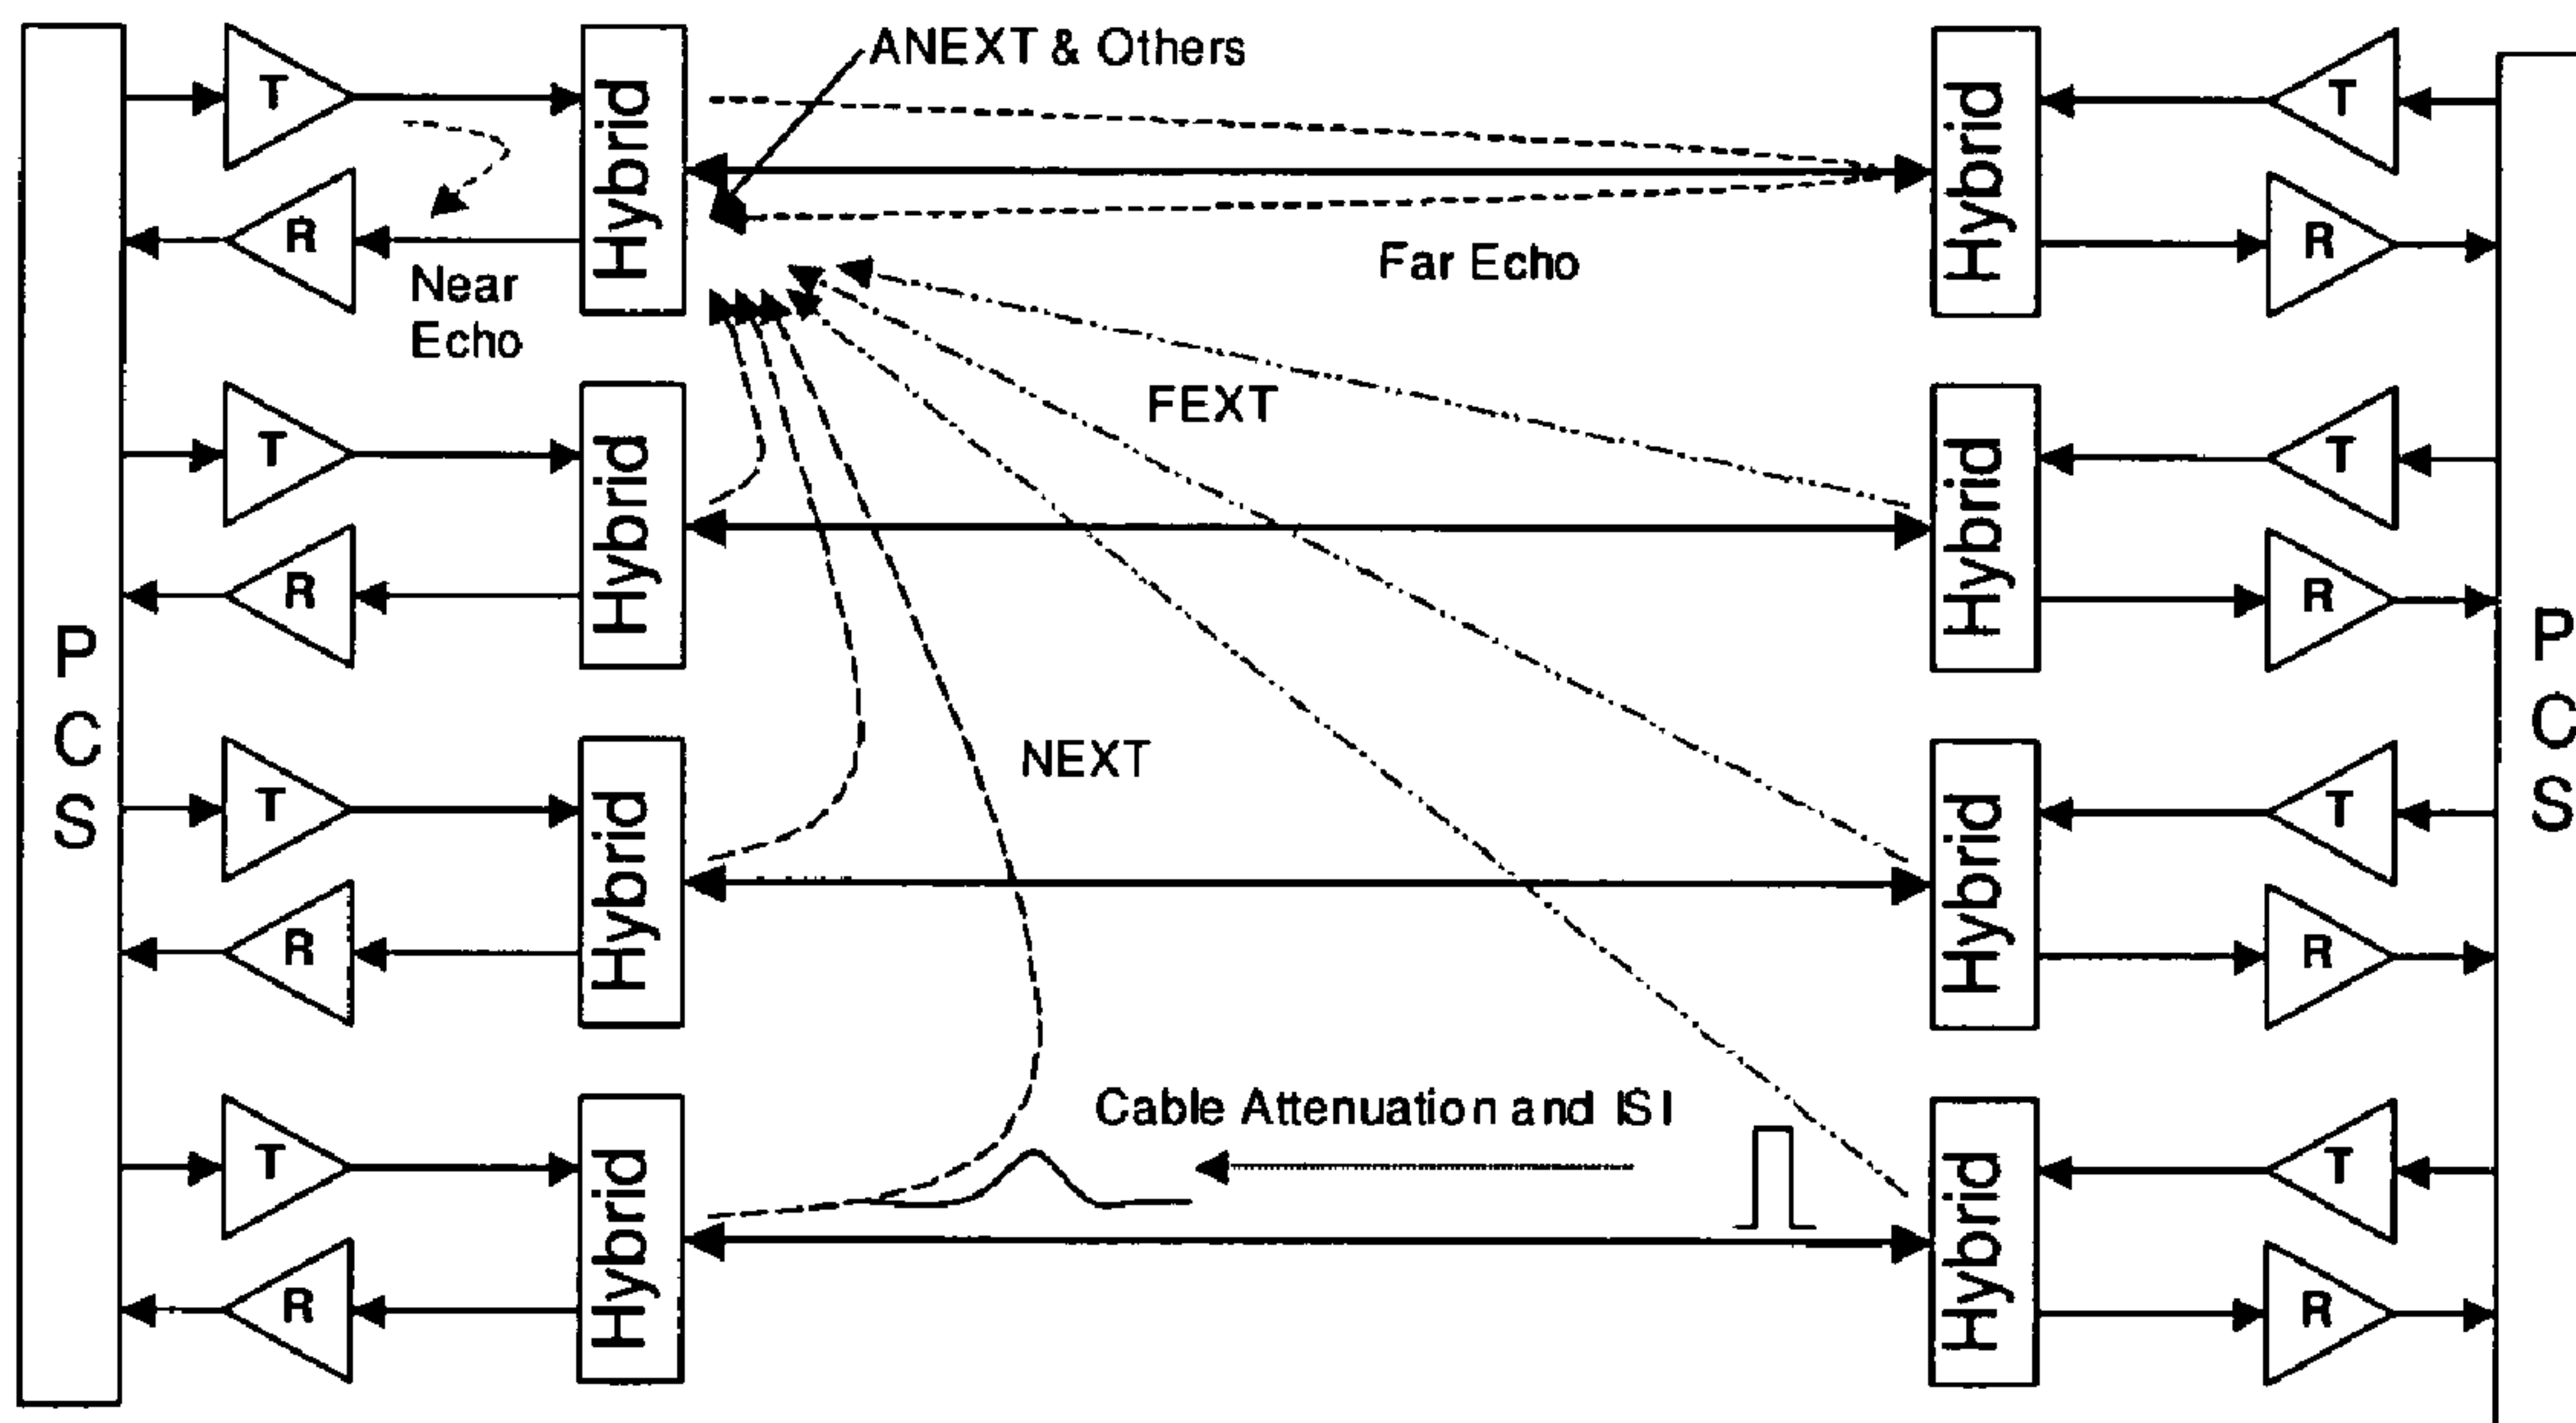 ANEXT & Others
T
Hybrid
Hybrid
T
R
Near
Echo
Far Echo
R
T
Hybrid
FEXT
Hybrid
T
R
R
P
C
S
P
C
S
NEXT
T
Hybrid
Hybrid
T
R
R
Cable Attenuation and ISI
T
Hybrid
Hybrid
T
R
R